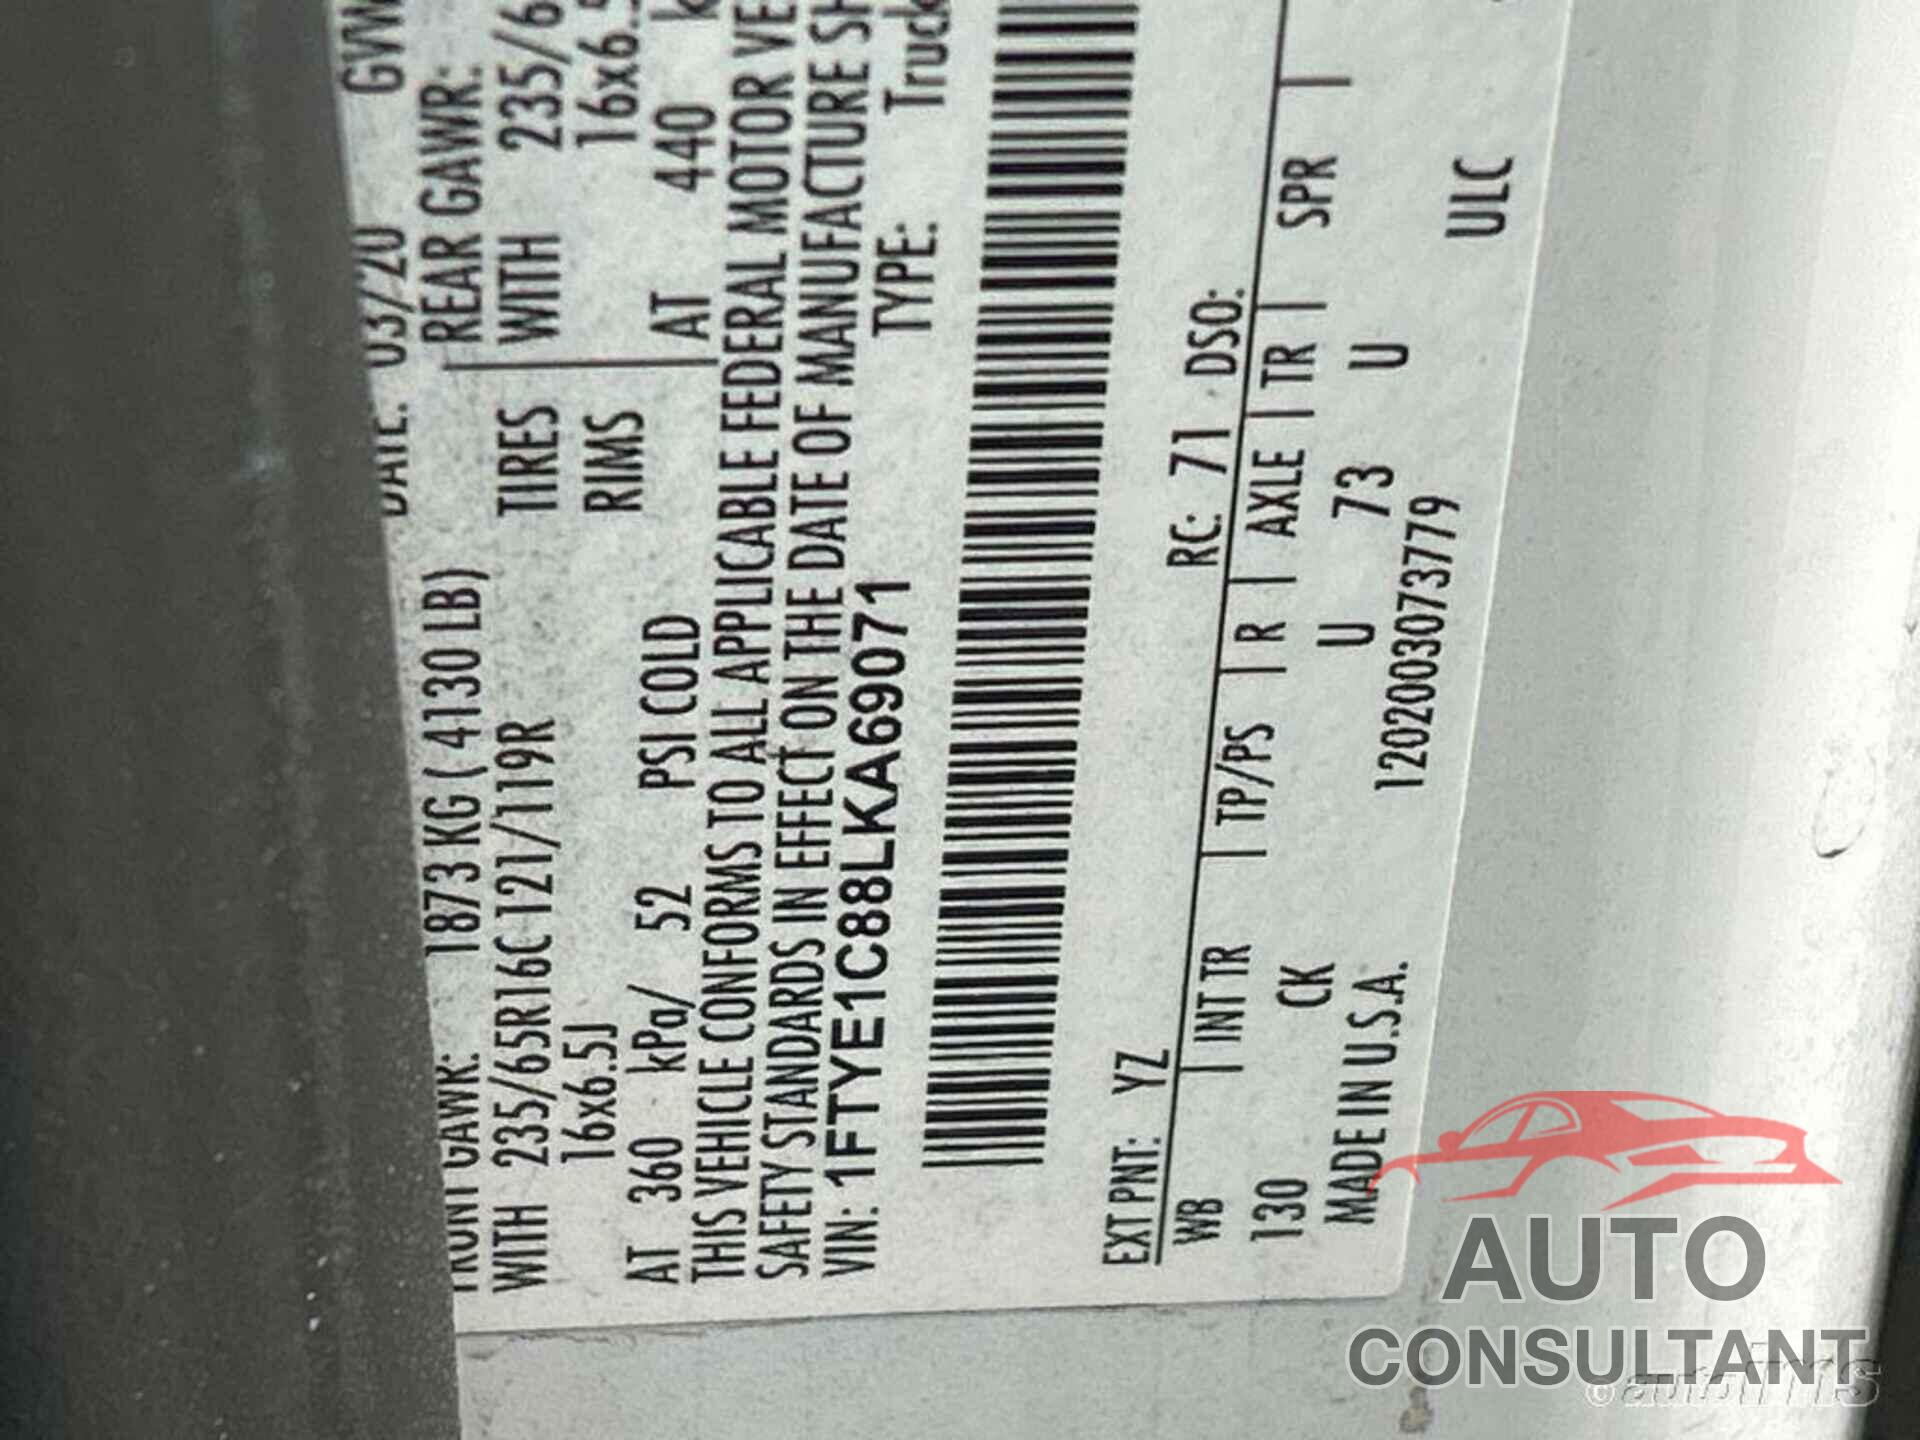 DATE: 03/20 GVW
FRONT GAWR: 1873 KG ( 4130 LB) REAR GAWR:
WITH 235/65R16C 121/119R TIRES WITH 235/6
16x6.5J RIMS 16x6.5
AT 360 kPa/ 52 PSI COLD AT 440 k
THIS VEHICLE CONFORMS TO ALL APPLICABLE FEDERAL MOTOR VE
SAFETY STANDARDS IN EFFECT ON THE DATE OF MANUFACTURE SH
VIN: 1FTYE1C88LKA69071 TYPE: Truck
EXT PNT: YZ RC: 71 DSO:
WB | INT TR | TP/PS | R | AXLE | TR | SPR |
130 CK U 73 U
MADE IN U.S.A. 120200307377​9 ULC
AUTO
CONSULTANT
© autoims